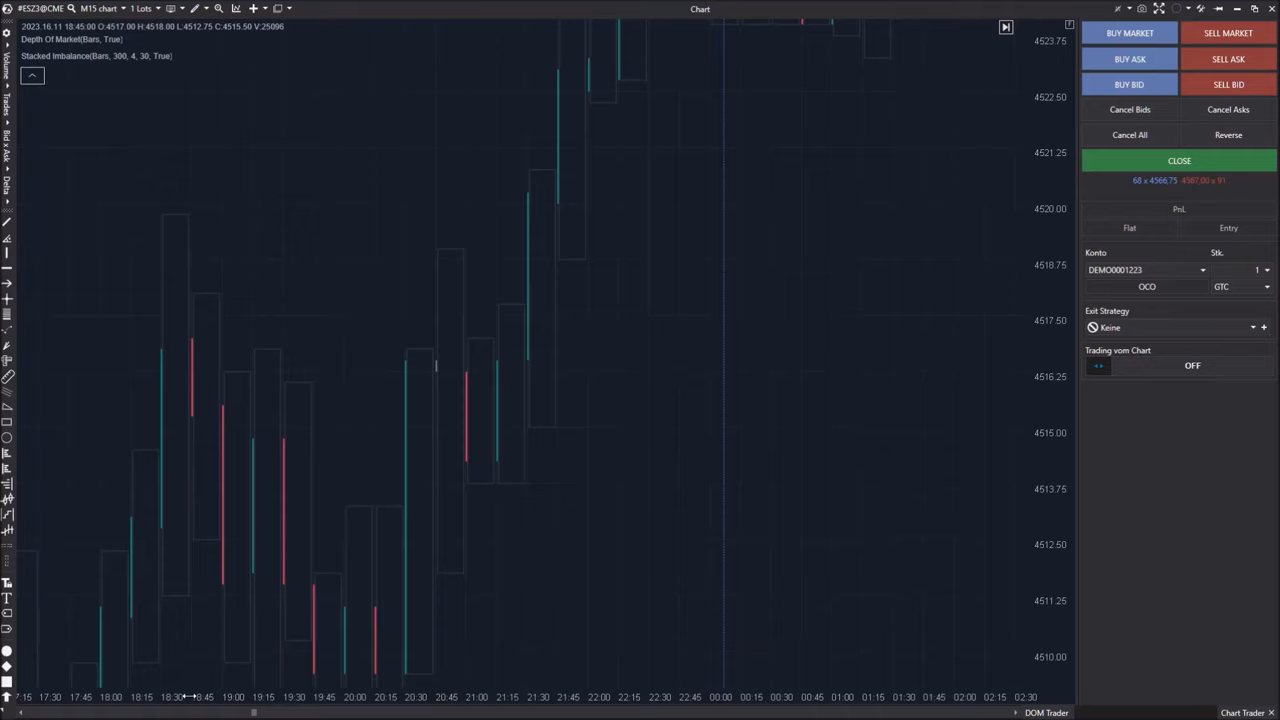 #ESZ3@CME M15 chart 1 Lots Chart
2023.16.11 18:45:00 O:4517.00 H:4518.00 L:4512.75 C:4515.50 V:25096
Depth Of Market(Bars, True)
Stacked Imbalance(Bars, 300, 4, 30, True)
Volume
Trades
Bid x Ask
Delta
4523.75
4522.50
4521.25
4520.00
4518.75
4517.50
4516.25
4515.00
4513.75
4512.50
4511.25
4510.00
17:15 17:30 17:45 18:00 18:15 18:30 8:45 19:00 19:15 19:30 19:45 20:00 20:15 20:30 20:45 21:00 21:15 21:30 21:45 22:00 22:15 22:30 22:45 00:00 00:15 00:30 00:45 01:00 01:15 01:30 01:45 02:00 02:15 02:30
BUY MARKET SELL MARKET
BUY ASK SELL ASK
BUY BID SELL BID
Cancel Bids Cancel Asks
Cancel All Reverse
CLOSE
68 x 4566,75 4567,00 x 91
PnL
Flat Entry
Konto Stk.
DEMO0001223 1
OCO GTC
Exit Strategy
Keine
Trading vom Chart
OFF
DOM Trader Chart Trader